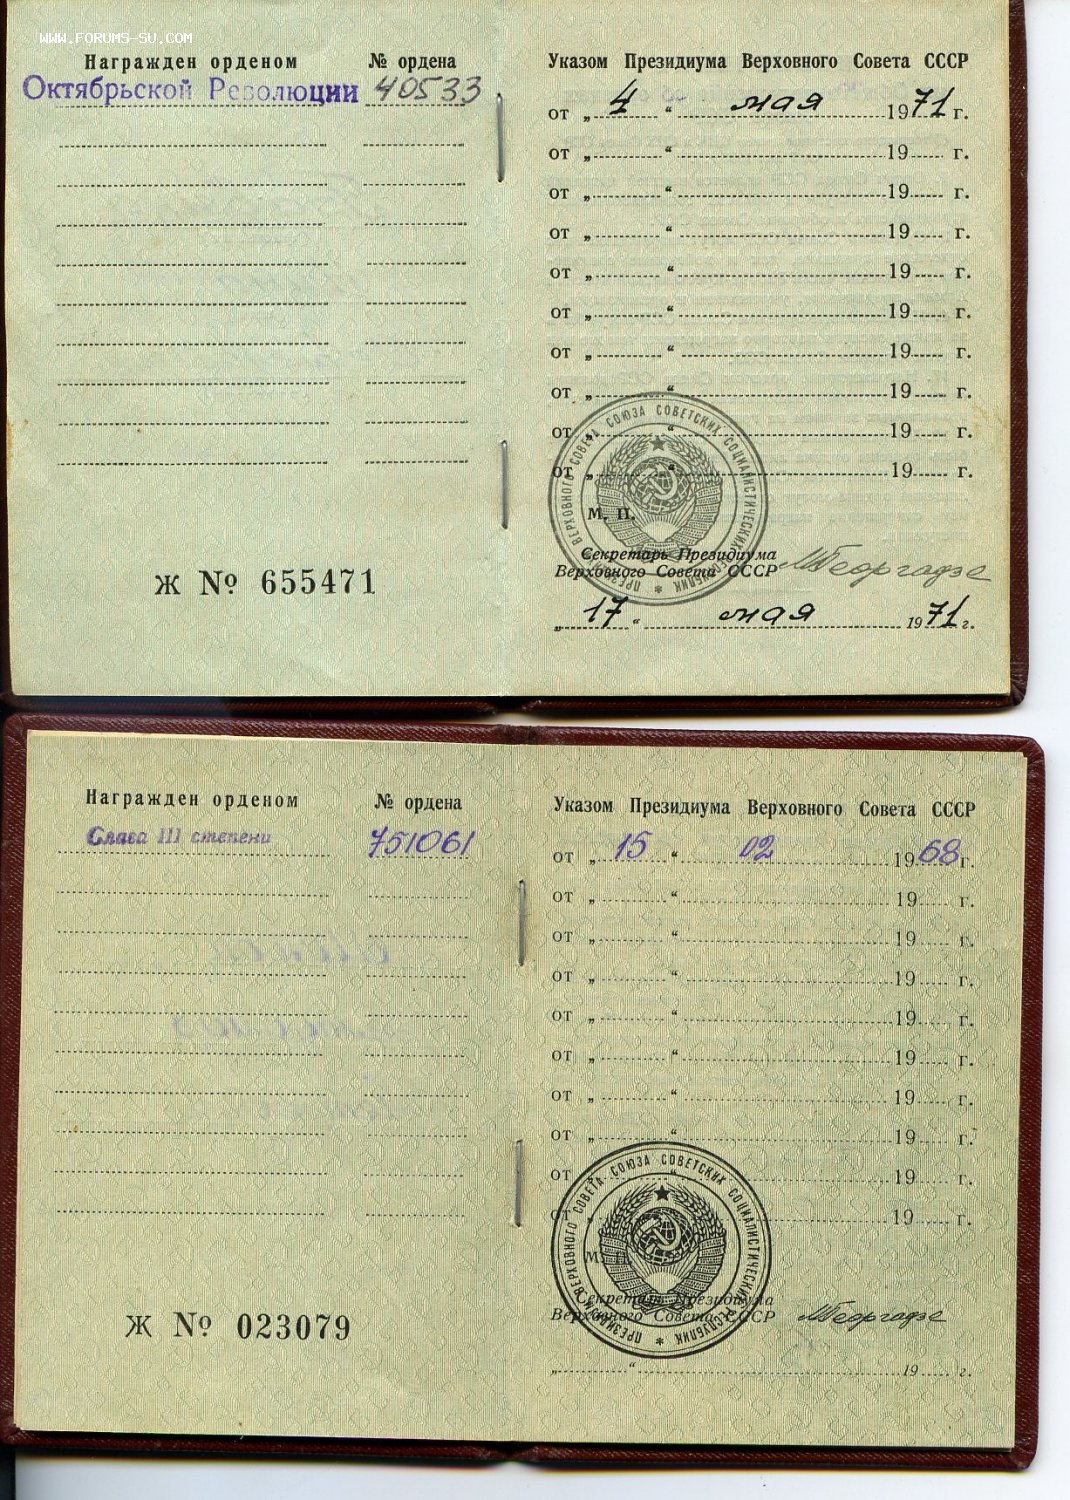 WWW.FORUMS-SU.COM
Награжден орденом № ордена
Октябрьской Революции 40533
Указом Президиума Верховного Совета СССР
от „ 4 “ мая 1971 г.
от „ “ 19 г.
от „ “ 19 г.
от „ “ 19 г.
от „ “ 19 г.
от „ “ 19 г.
от „ “ 19 г.
от „ “ 19 г.
от „ “ 19 г.
от „ “ 19 г.
ПРЕЗИДИУМ ВЕРХОВНОГО СОВЕТА СОЮЗА СОВЕТСКИХ СОЦИАЛИСТИЧЕСКИХ РЕСПУБЛИК *
М. П.
Секретарь Президиума
Верховного Совета СССР МГеоргадзе
„ 17 “ мая 1971 г.
Ж № 655471
Награжден орденом № ордена
Слава III степени 751061
Указом Президиума Верховного Совета СССР
от „ 15 “ 02 1968 г.
от „ “ 19 г.
от „ “ 19 г.
от „ “ 19 г.
от „ “ 19 г.
от „ “ 19 г.
от „ “ 19 г.
от „ “ 19 г.
от „ “ 19 г.
от „ “ 19 г.
ПРЕЗИДИУМ ВЕРХОВНОГО СОВЕТА СОЮЗА СОВЕТСКИХ СОЦИАЛИСТИЧЕСКИХ РЕСПУБЛИК *
М. П.
Секретарь Президиума
Верховного Совета СССР МГеоргадзе
„ “ 19 г.
Ж № 023079